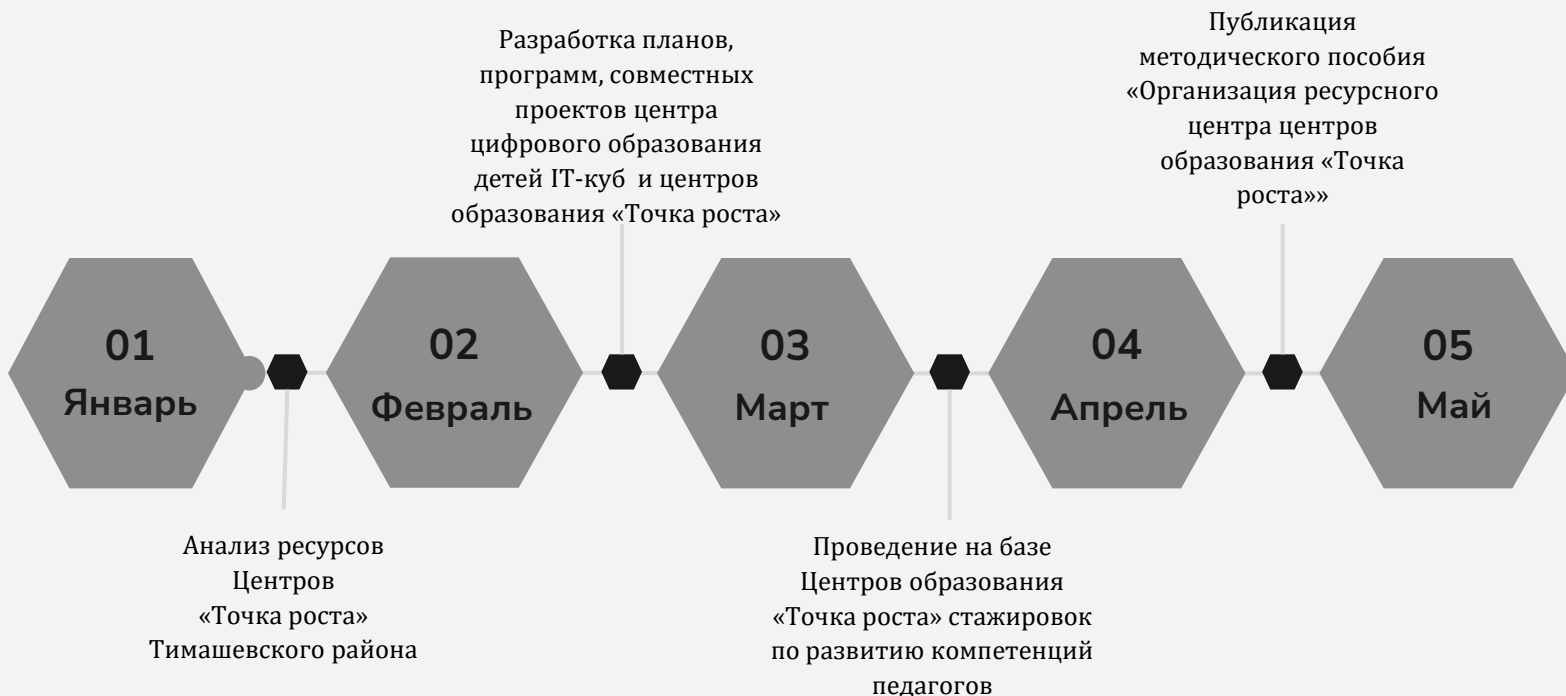 Разработка планов,
программ, совместных
проектов центра
цифрового образования
детей IT-куб и центров
образования «Точка роста»
Публикация
методического пособия
«Организация ресурсного
центра центров
образования «Точка
роста»»
01
Январь
02
Февраль
03
Март
04
Апрель
05
Май
Анализ ресурсов
Центров
«Точка роста»
Тимашевского района
Проведение на базе
Центров образования
«Точка роста» стажировок
по развитию компетенций
педагогов